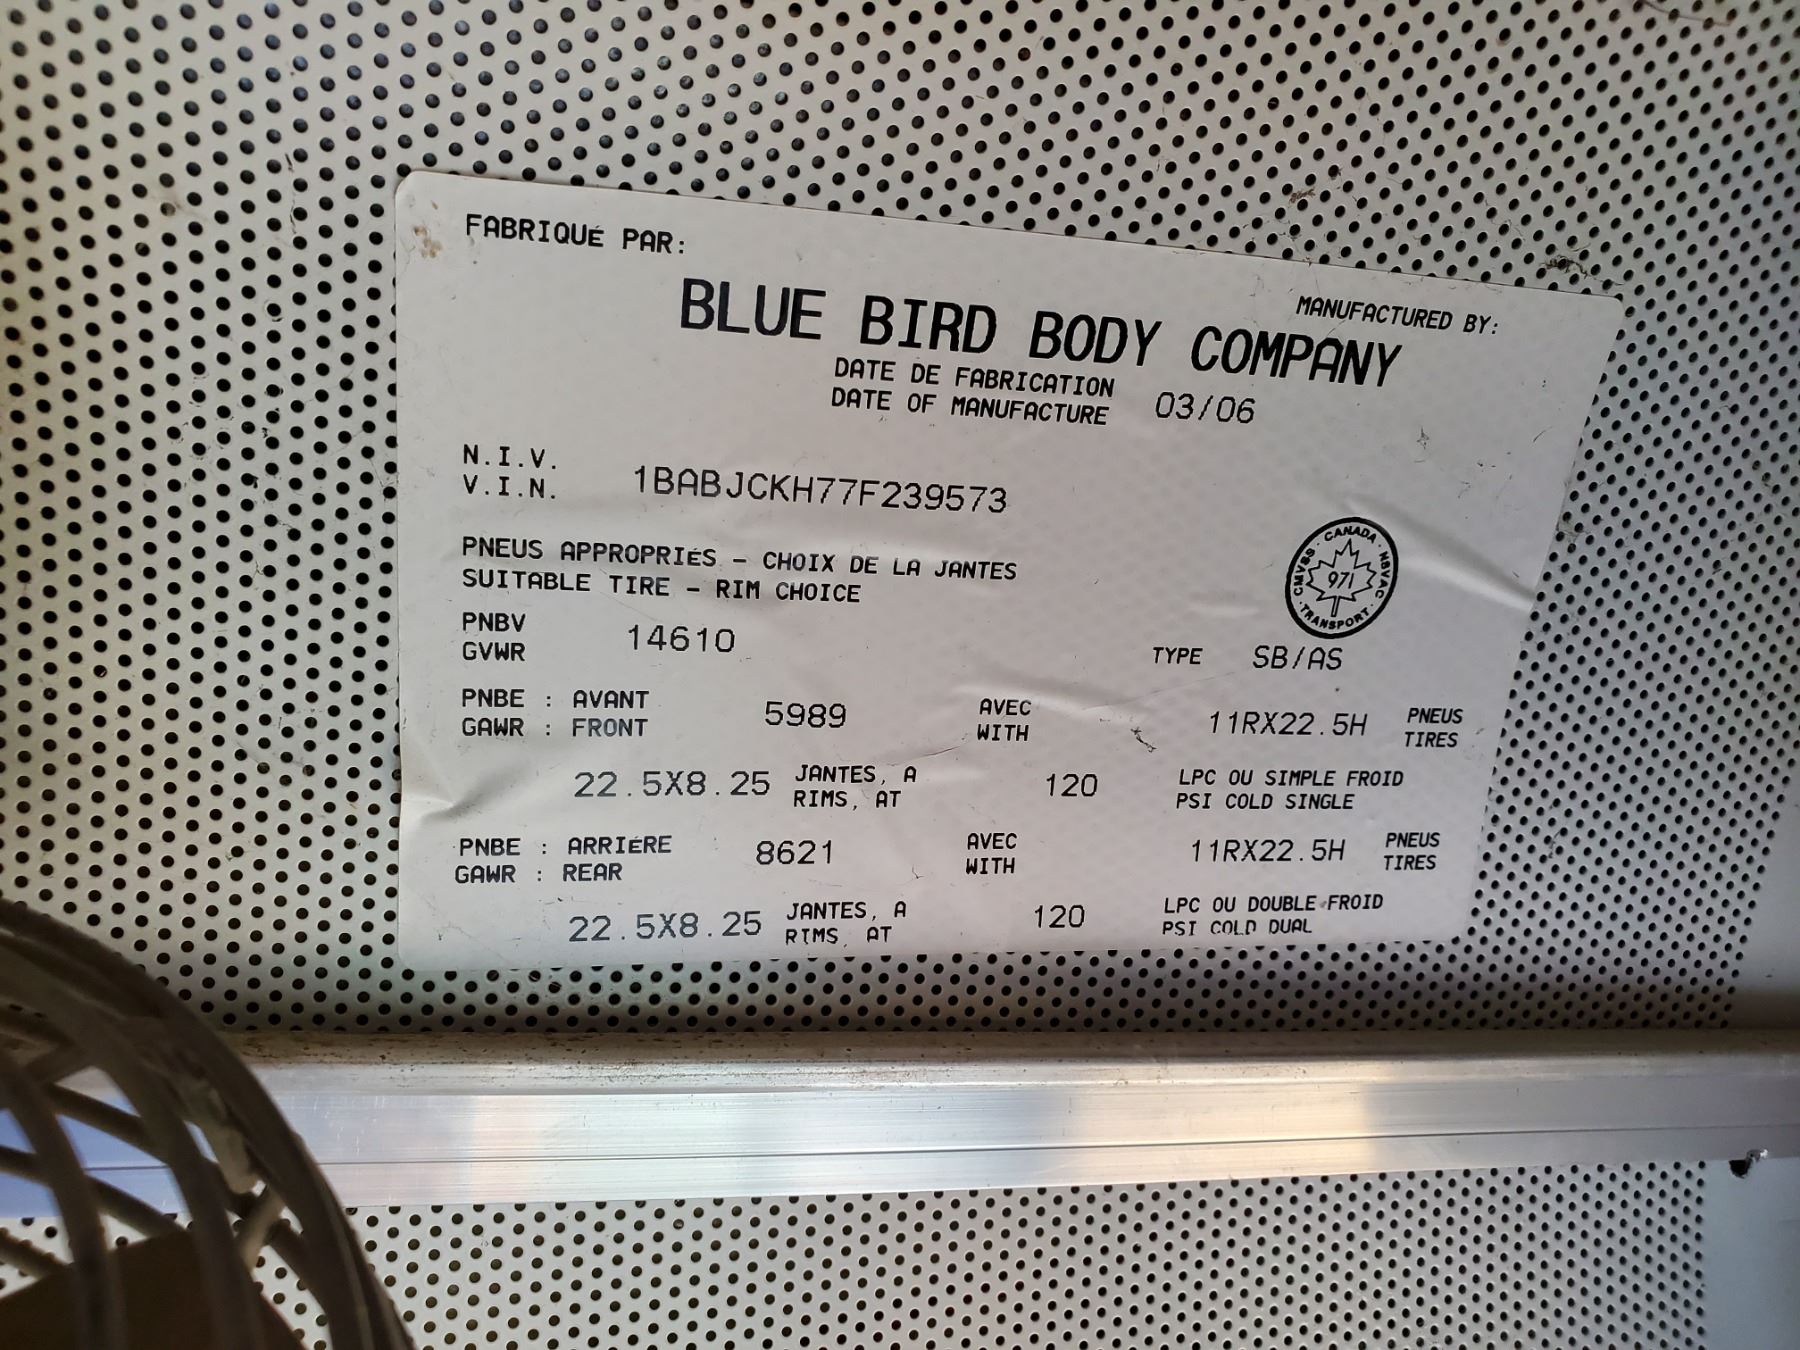 FABRIQUÉ PAR:
MANUFACTURED BY:
BLUE BIRD BODY COMPANY
DATE DE FABRICATION
DATE OF MANUFACTURE 03/06
N.I.V.
V.I.N. 1BABJCKH77F239573
PNEUS APPROPRIÉS - CHOIX DE LA JANTES
SUITABLE TIRE - RIM CHOICE
CANADA · NSVAC · TRANSPORT · CMVSS ·
971
PNBV
GVWR 14610
TYPE SB/AS
PNBE : AVANT 5989 AVEC 11RX22.5H PNEUS
GAWR : FRONT WITH TIRES
22.5X8.25 JANTES, A 120 LPC OU SIMPLE FROID
RIMS, AT PSI COLD SINGLE
PNBE : ARRIÉRE 8621 AVEC 11RX22.5H PNEUS
GAWR : REAR WITH TIRES
22.5X8.25 JANTES, A 120 LPC OU DOUBLE FROID
RIMS, AT PSI COLD DUAL